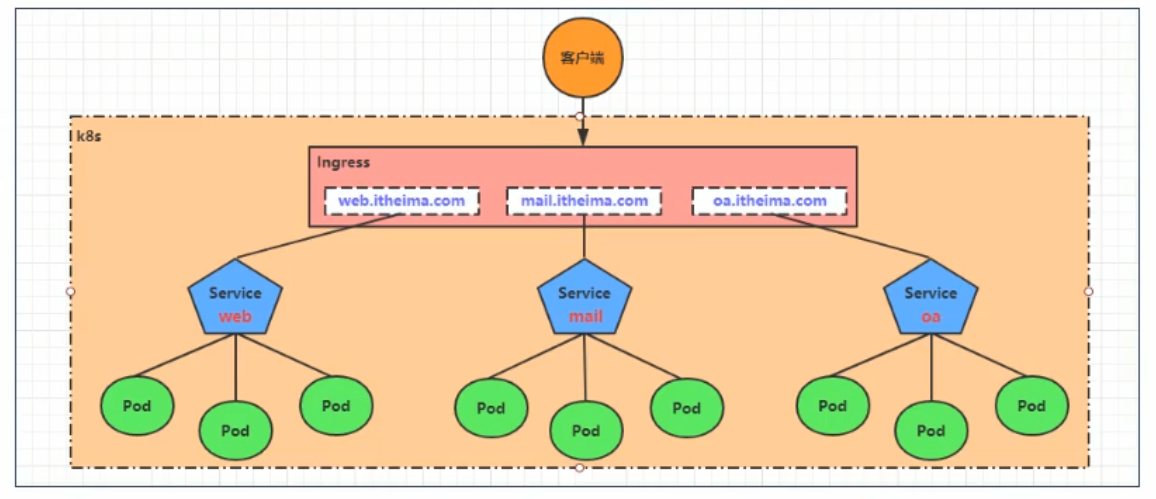 客户端
k8s
Ingress
web.itheima.com
mail.itheima.com
oa.itheima.com
Service
web
Service
mail
Service
oa
Pod
Pod
Pod
Pod
Pod
Pod
Pod
Pod
Pod